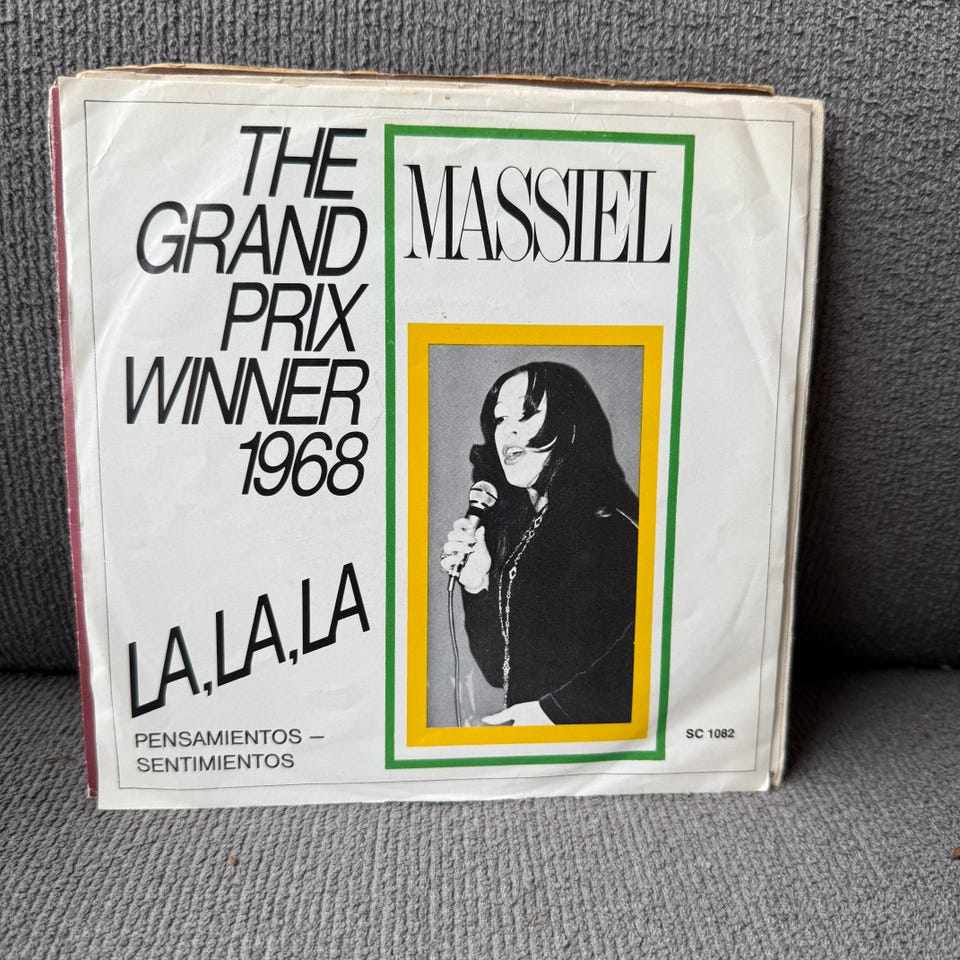 THE
GRAND
PRIX
WINNER
1968
LA, LA, LA
PENSAMIENTOS –
SENTIMIENTOS
MASSIEL
SC 1082